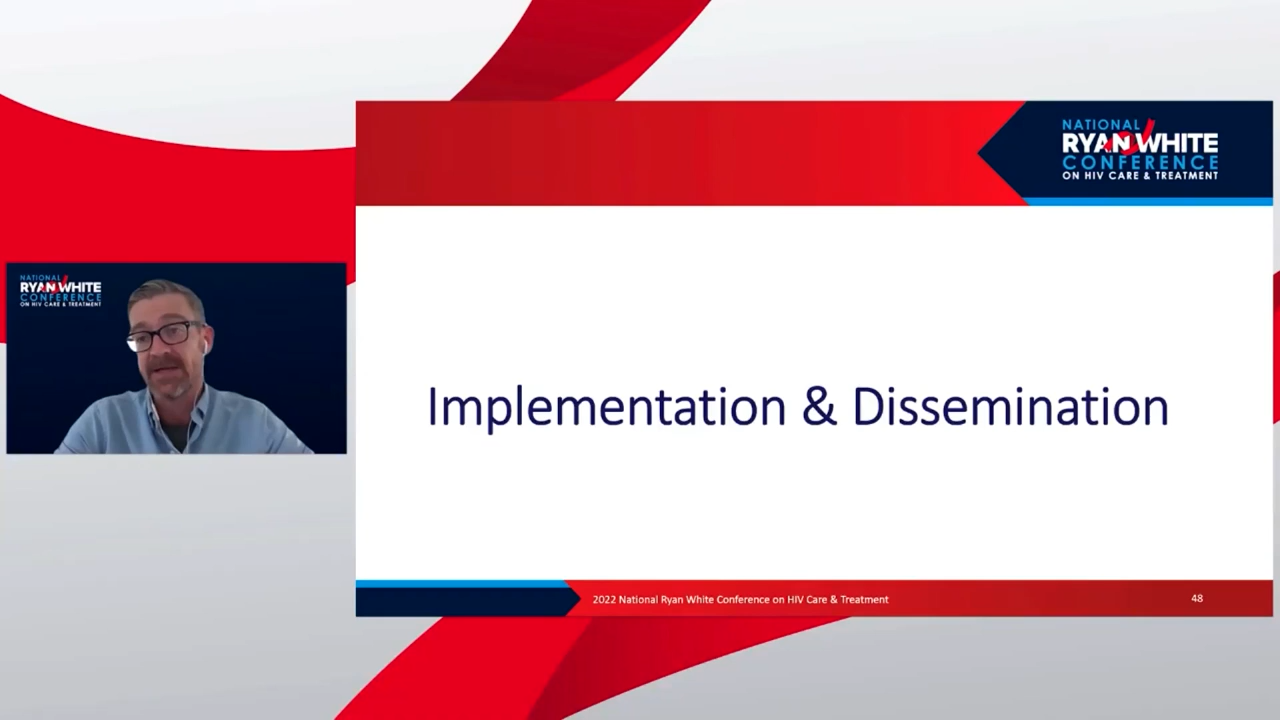 NATIONAL
RYAN WHITE
CONFERENCE
ON HIV CARE & TREATMENT
NATIONAL
RYAN WHITE
CONFERENCE
ON HIV CARE & TREATMENT
Implementation & Dissemination
2022 National Ryan White Conference on HIV Care & Treatment
48